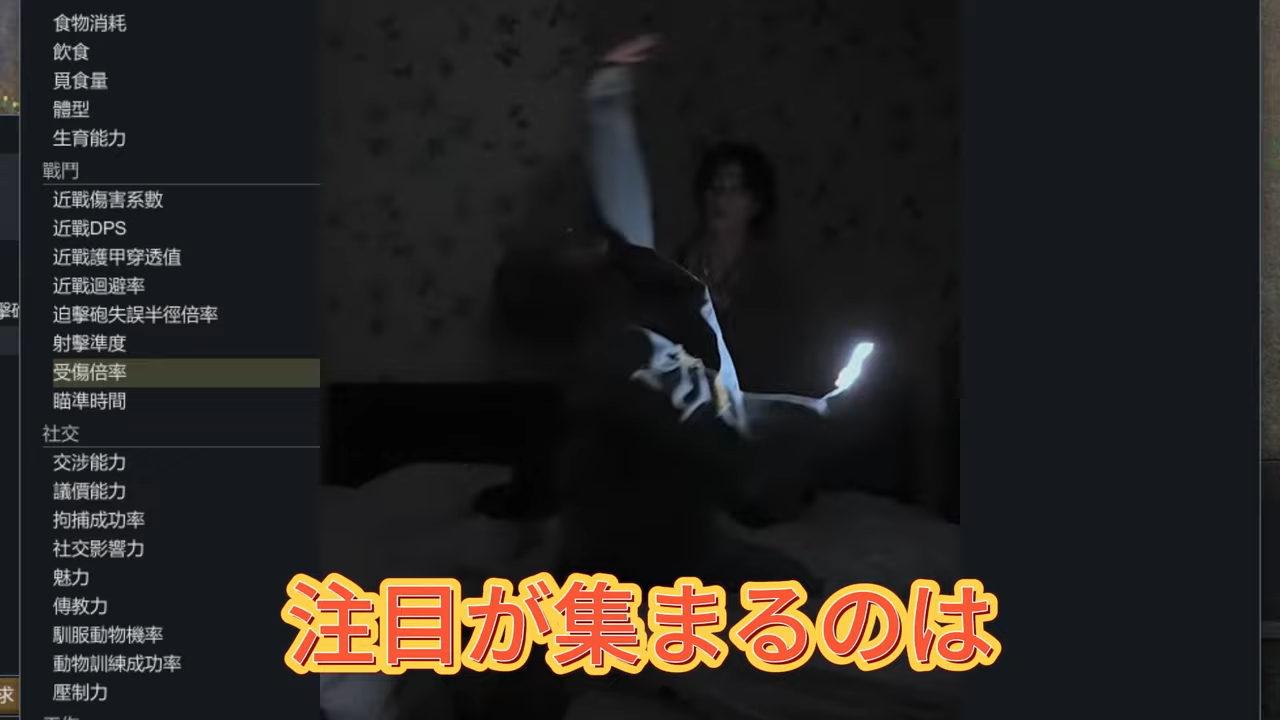 食物消耗
飲食
覓食量
體型
生育能力
戰鬥
近戰傷害系數
近戰DPS
近戰護甲穿透值
近戰迴避率
迫擊砲失誤半徑倍率
射擊準度
受傷倍率
瞄準時間
社交
交涉能力
議價能力
拘捕成功率
社交影響力
魅力
傳教力
馴服動物機率
動物訓練成功率
壓制力
求
注目が集まるのは